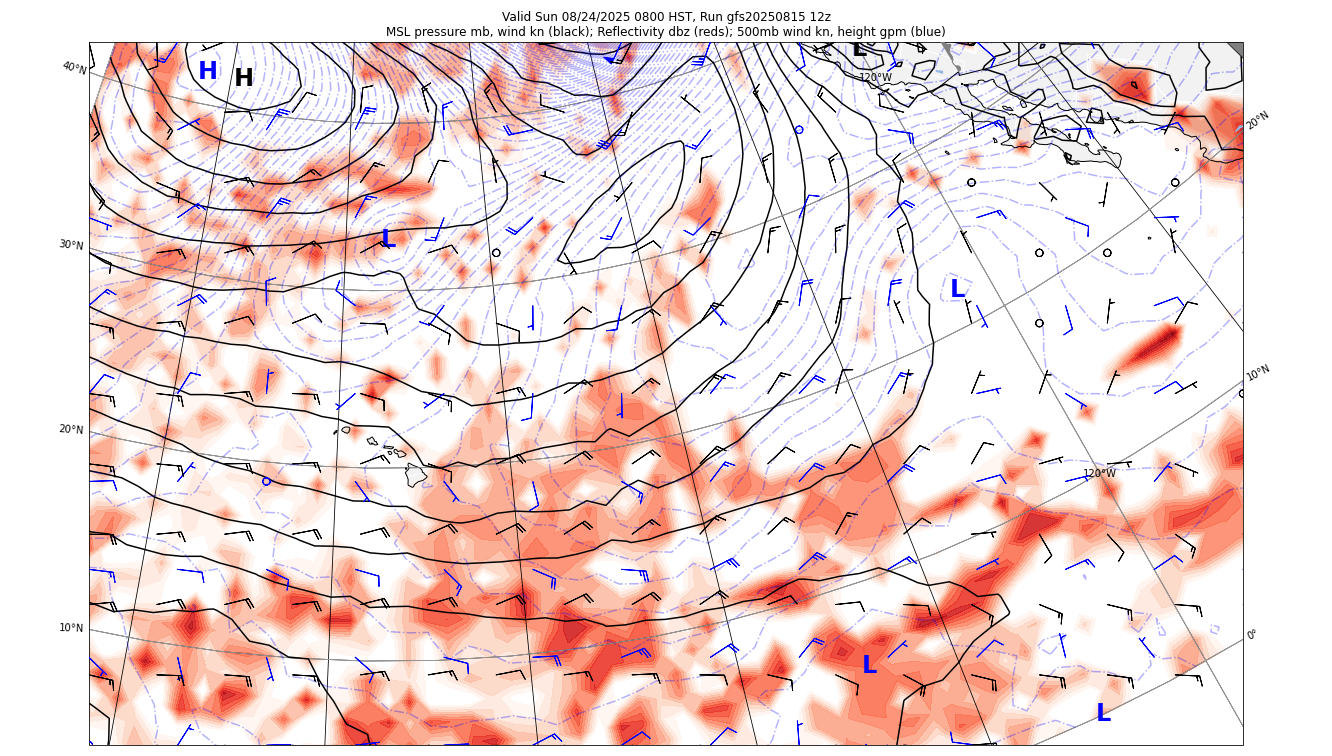 Valid Sun 08/24/2025 0800 HST, Run gfs20250815 12z
MSL pressure mb, wind kn (black); Reflectivity dbz (reds); 500mb wind kn, height gpm (blue)
L
40°N
H
H
120°W
20°N
L
30°N
L
10°N
20°N
120°W
10°N
0°
L
L